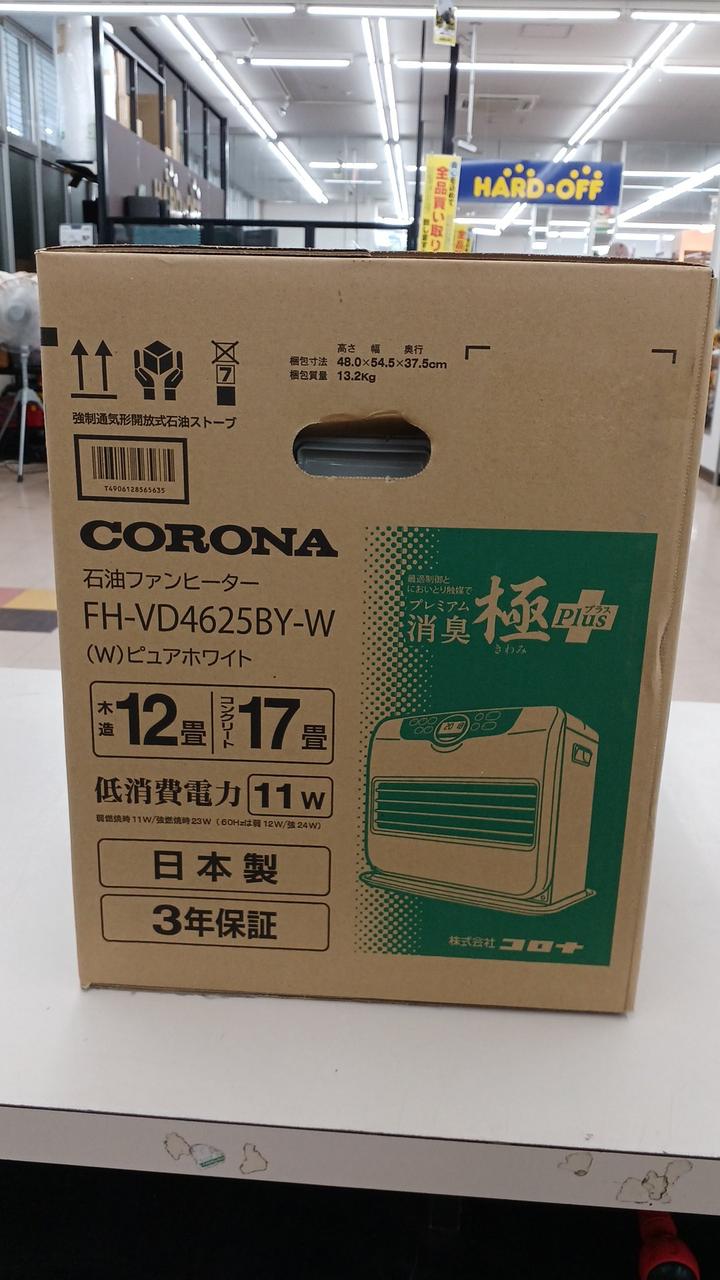 HARD・OFF
全品買い取り
高さ 幅 奥行
梱包寸法 48.0×54.5×37.5cm
梱包質量 13.2Kg
7
強制通気形開放式石油ストーブ
T4906128565635
CORONA
石油ファンヒーター
FH-VD4625BY-W
(W)ピュアホワイト
木造12畳 コンクリート17畳
低消費電力 11W
弱燃焼時11W/強燃焼時23W(60Hzは弱12W/強24W)
日本製
3年保証
最適制御と
においとり触媒で
プレミアム
消臭極Plusプラス
きわみ
株式会社コロナ